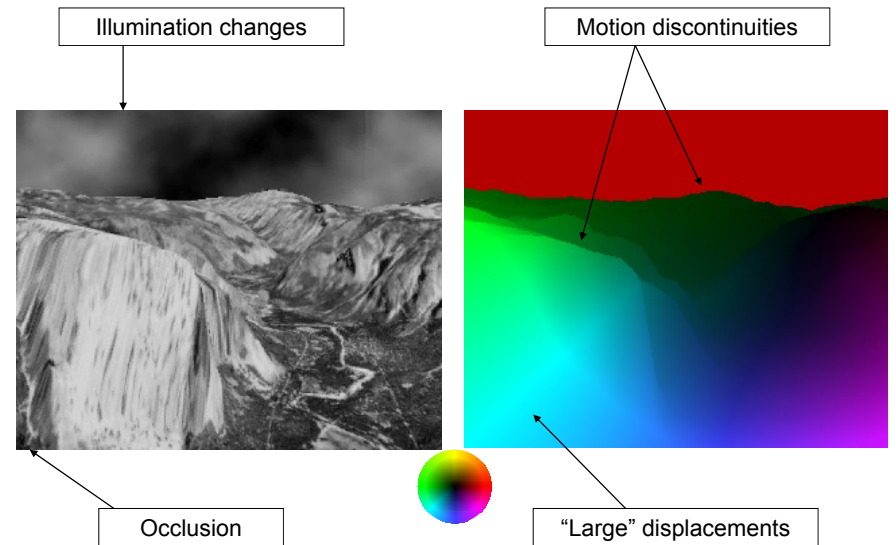 Illumination changes
Motion discontinuities
Occlusion
“Large” displacements